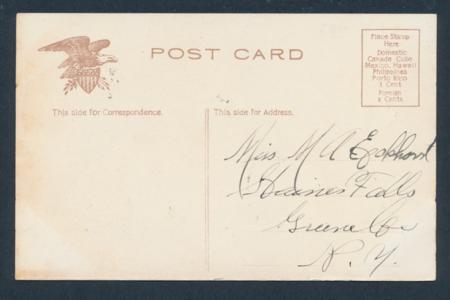 POST CARD
Place Stamp
Here
Domestic
Canada Cuba
Mexico, Hawaii
Philippines
Porto Rico
1 Cent
Foreign
2 Cents
This side for Correspondence.
This side for Address.
Miss M A Eckhord
Haines Falls
Greene Co
N. Y.